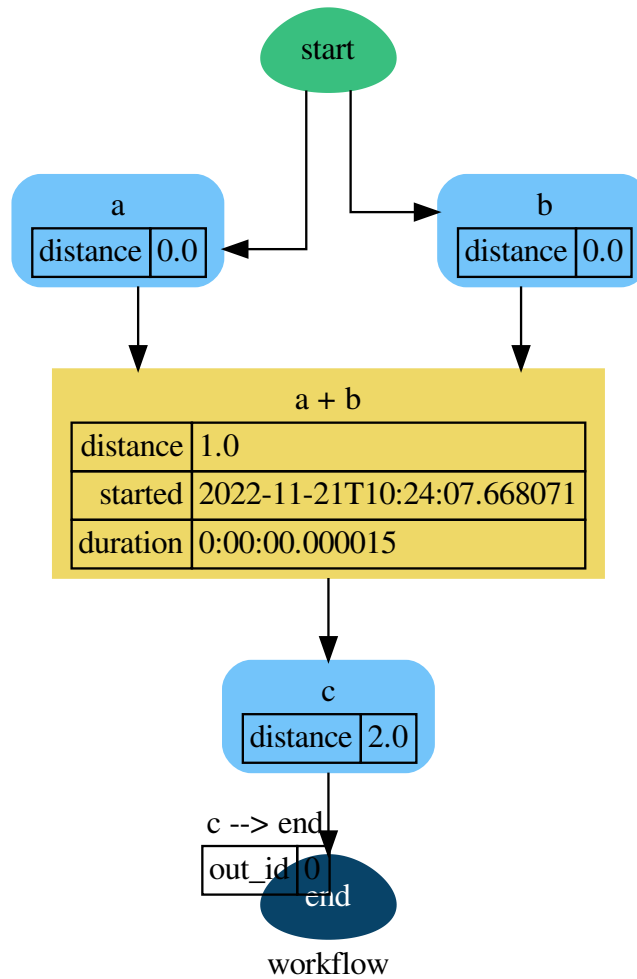 start
a
distance 0.0
b
distance 0.0
a + b
distance 1.0
started 2022-11-21T10:24:07.668071
duration 0:00:00.000015
c
distance 2.0
c --> end
out_id 0
end
workflow